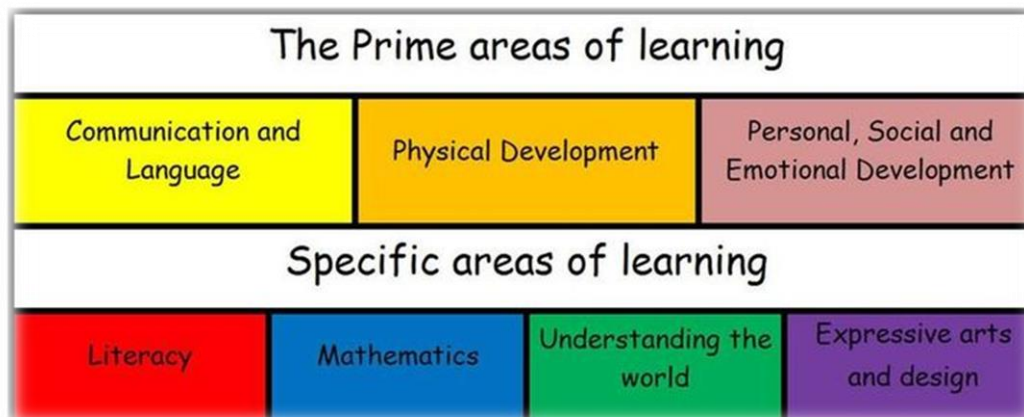 The Prime areas of learning
Communication and
Language
Physical Development
Personal, Social and
Emotional Development
Specific areas of learning
Literacy
Mathematics
Understanding the
world
Expressive arts
and design